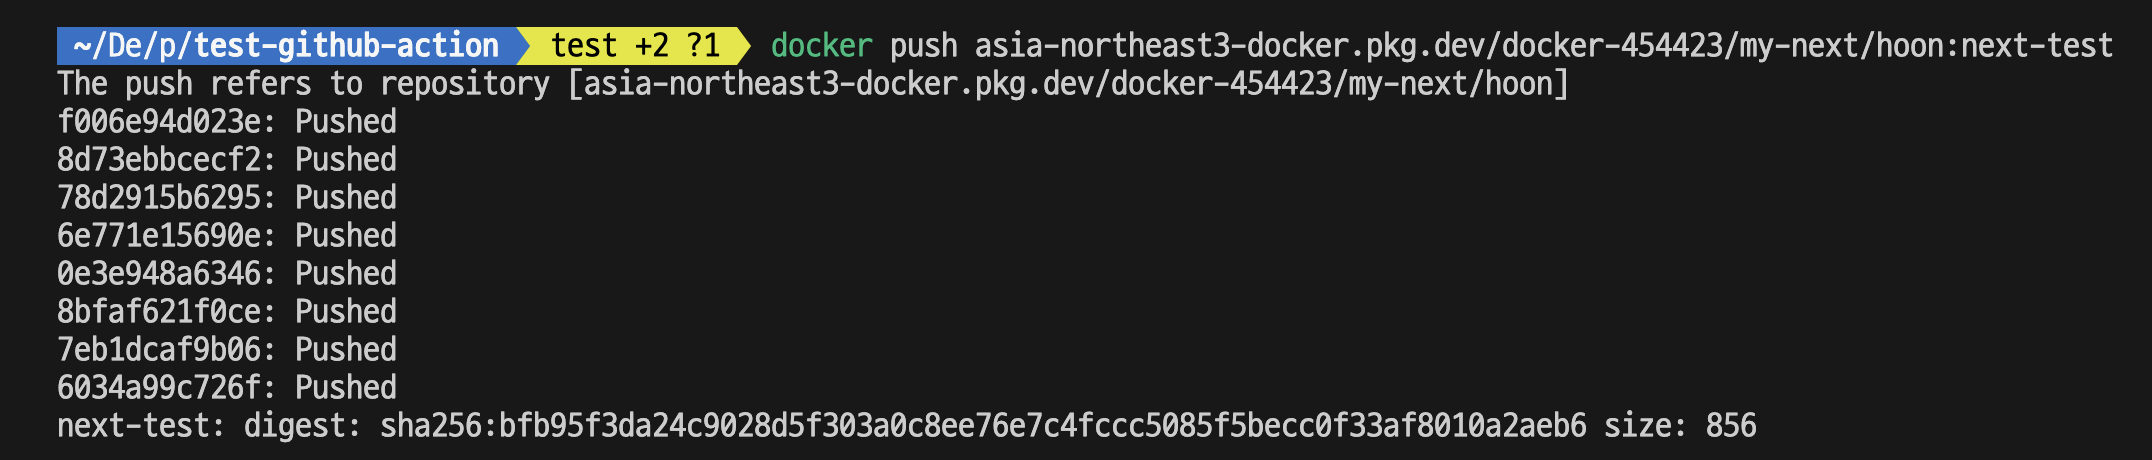 ~/De/p/test-github-action test +2 ?1 docker push asia-northeast3-docker.pkg.dev/docker-454423/my-next/hoon:next-test
The push refers to repository [asia-northeast3-docker.pkg.dev/docker-454423/my-next/hoon]
f006e94d023e: Pushed
8d73ebbcecf2: Pushed
78d2915b6295: Pushed
6e771e15690e: Pushed
0e3e948a6346: Pushed
8bfaf621f0ce: Pushed
7eb1dcaf9b06: Pushed
6034a99c726f: Pushed
next-test: digest: sha256:bfb95f3da24c9028d5f303a0c8ee76e7c4fccc5085f5becc0f33af8010a2aeb6 size: 856